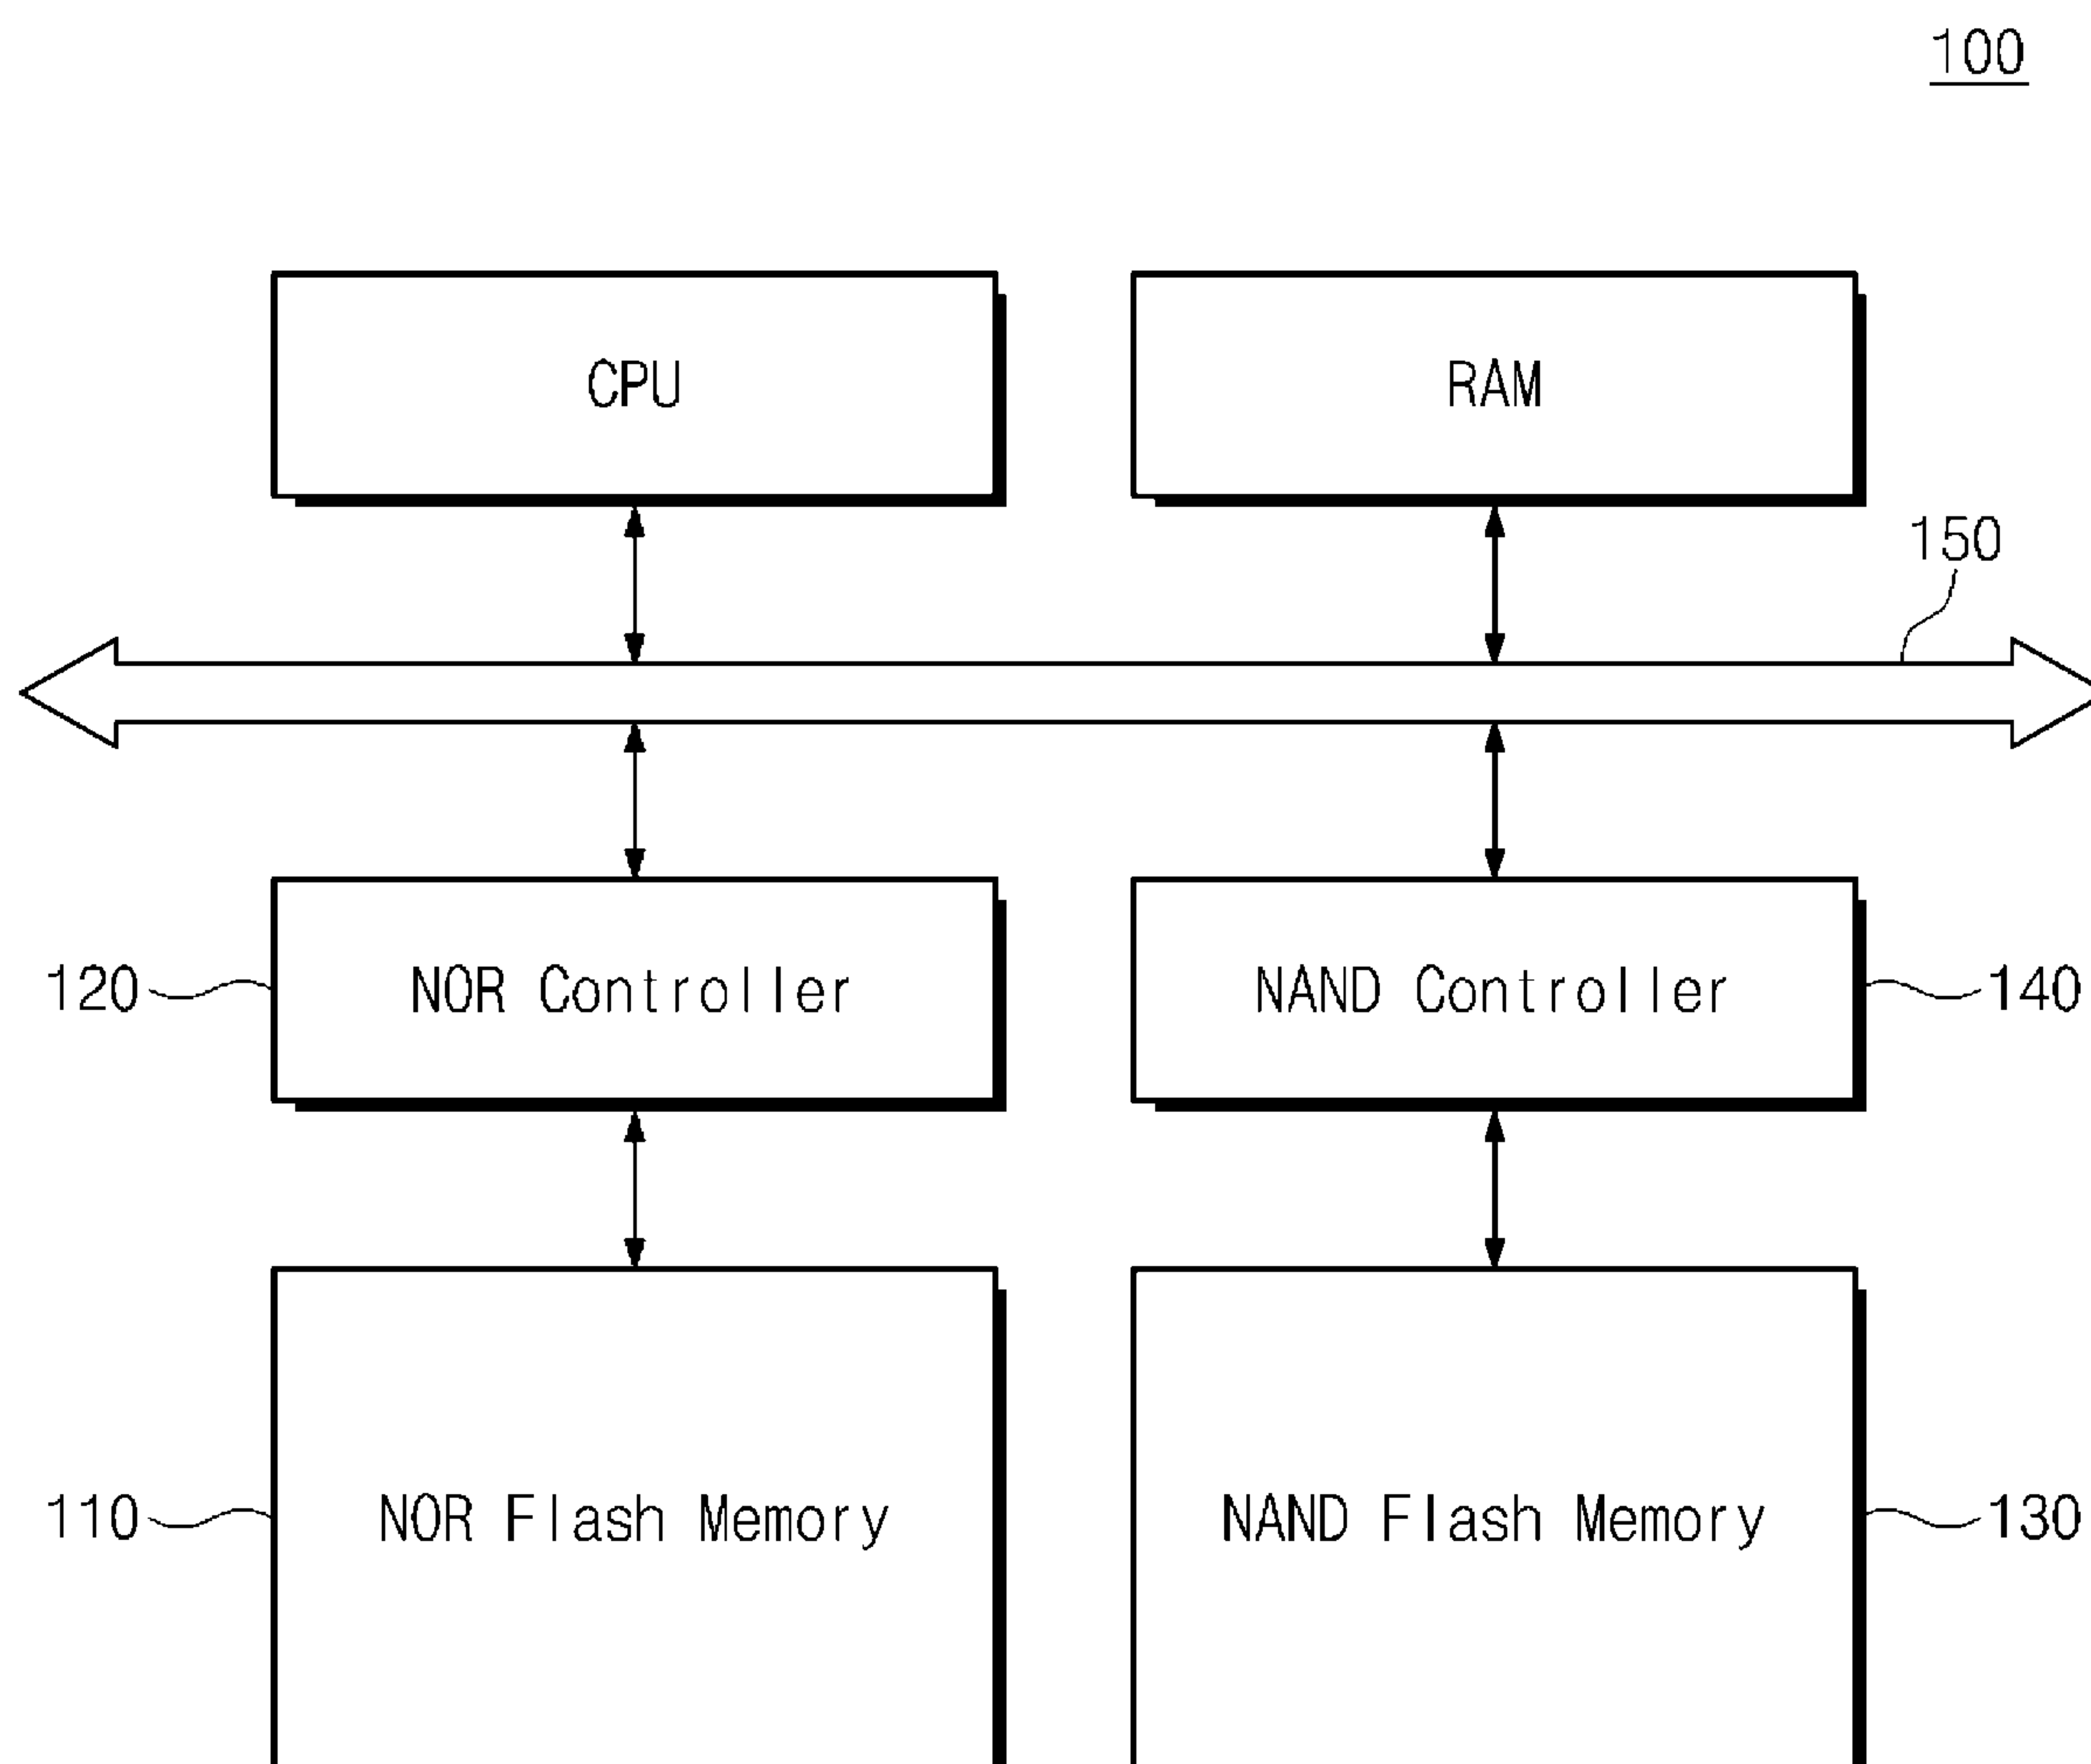 100
CPU
RAM
150
120
NOR Controller
NAND Controller
140
110
NOR Flash Memory
NAND Flash Memory
130